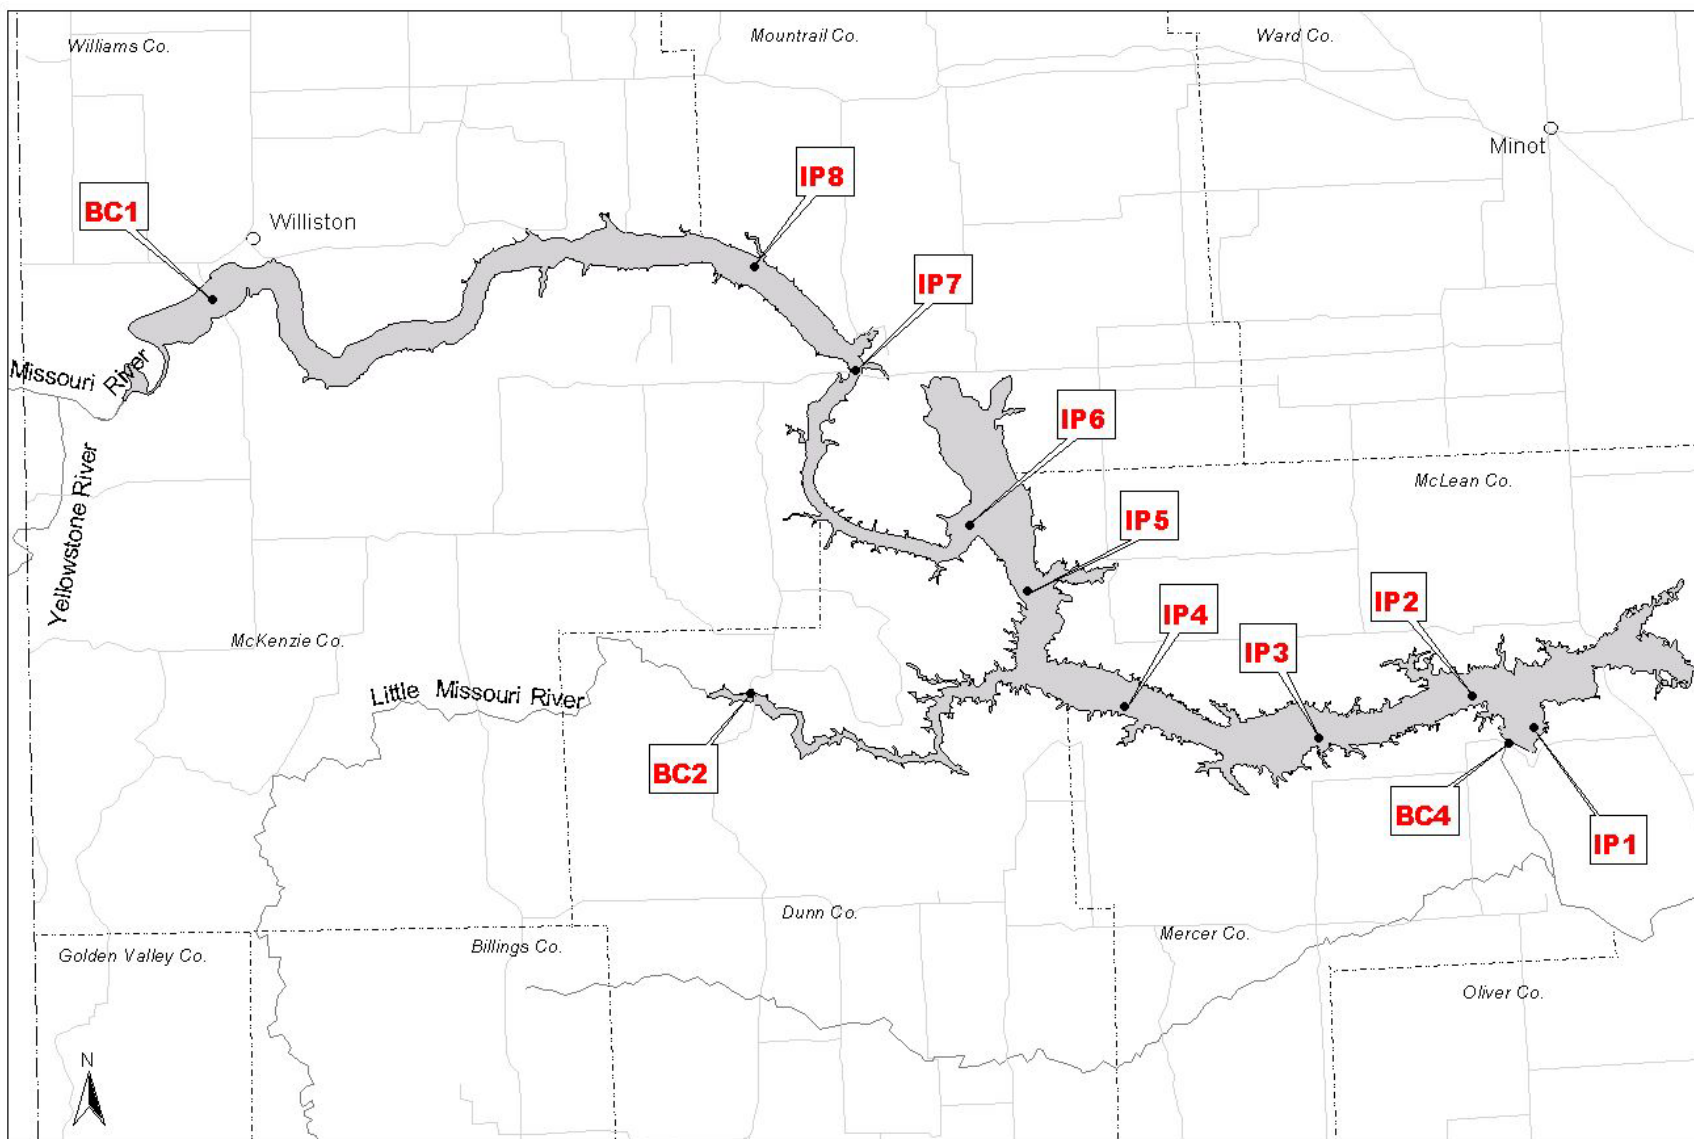 Williams Co.
Mountrail Co.
Ward Co.
Minot
IP8
BC1
Williston
IP7
Missouri River
IP6
McLean Co.
IP5
Yellowstone River
IP2
IP4
McKenzie Co.
IP3
Little Missouri River
BC2
BC4
IP1
Dunn Co.
Mercer Co.
Billings Co.
Golden Valley Co.
Oliver Co.
N